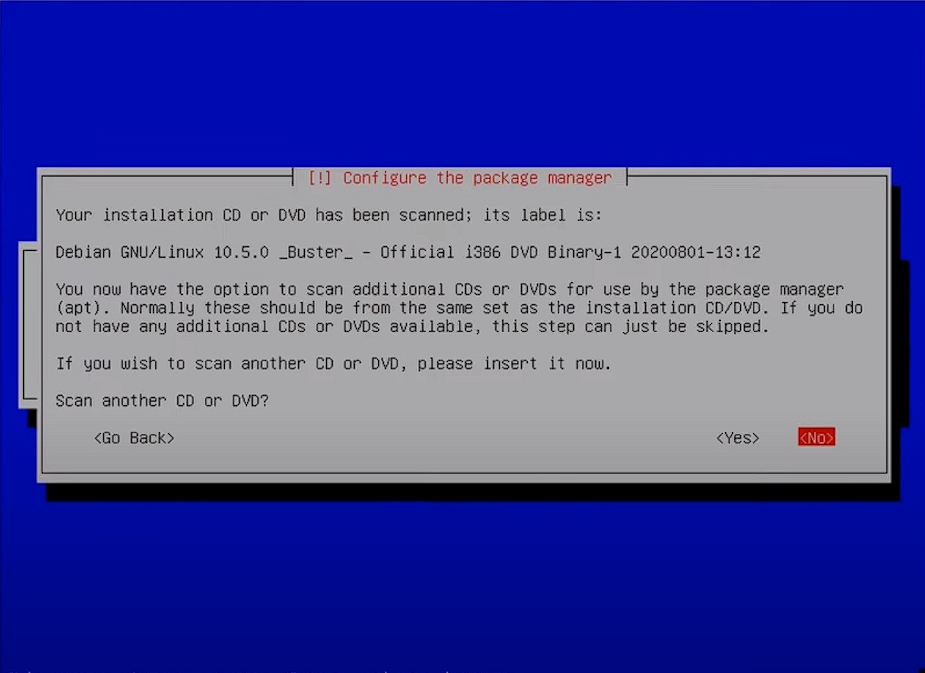 [!] Configure the package manager
Your installation CD or DVD has been scanned; its label is:
Debian GNU/Linux 10.5.0 _Buster_ - Official i386 DVD Binary-1 20200801-13:12
You now have the option to scan additional CDs or DVDs for use by the package manager
(apt). Normally these should be from the same set as the installation CD/DVD. If you do
not have any additional CDs or DVDs available, this step can just be skipped.
If you wish to scan another CD or DVD, please insert it now.
Scan another CD or DVD?
<Go Back> <Yes> <No>